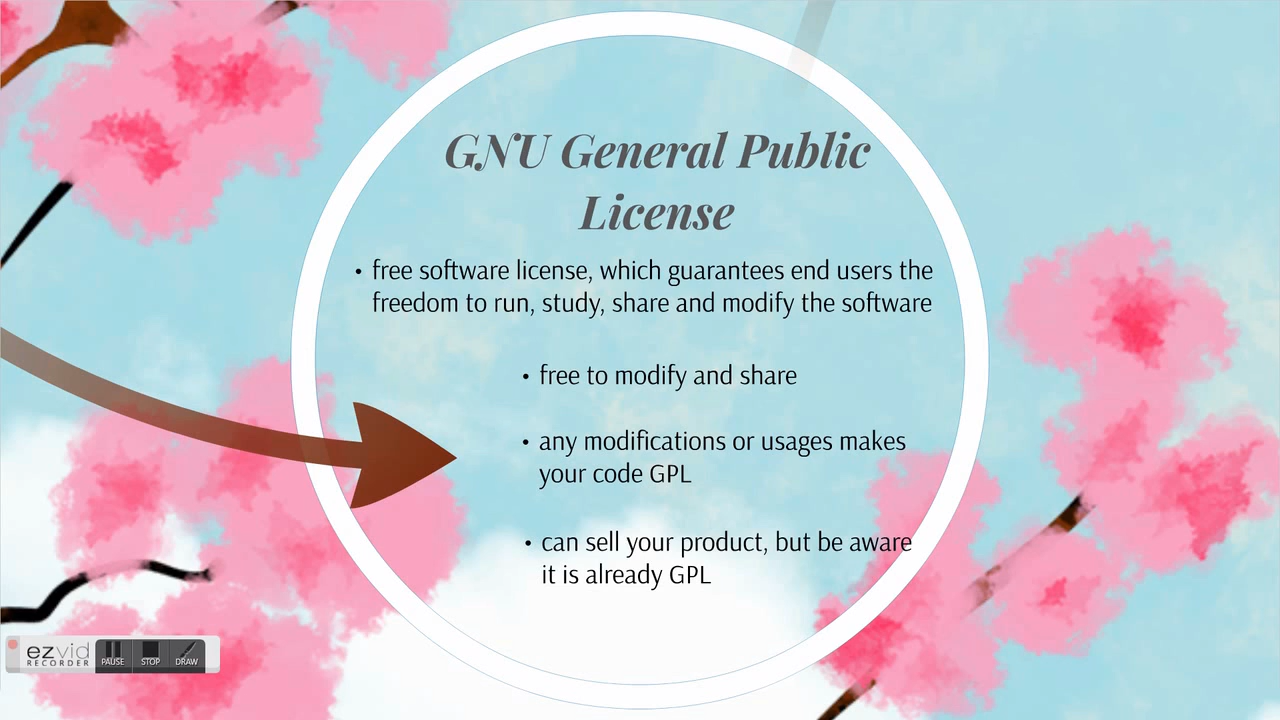 GNU General Public
License
• free software license, which guarantees end users the
freedom to run, study, share and modify the software
• free to modify and share
• any modifications or usages makes
your code GPL
• can sell your product, but be aware
it is already GPL
ezvid
RECORDER
PAUSE STOP DRAW